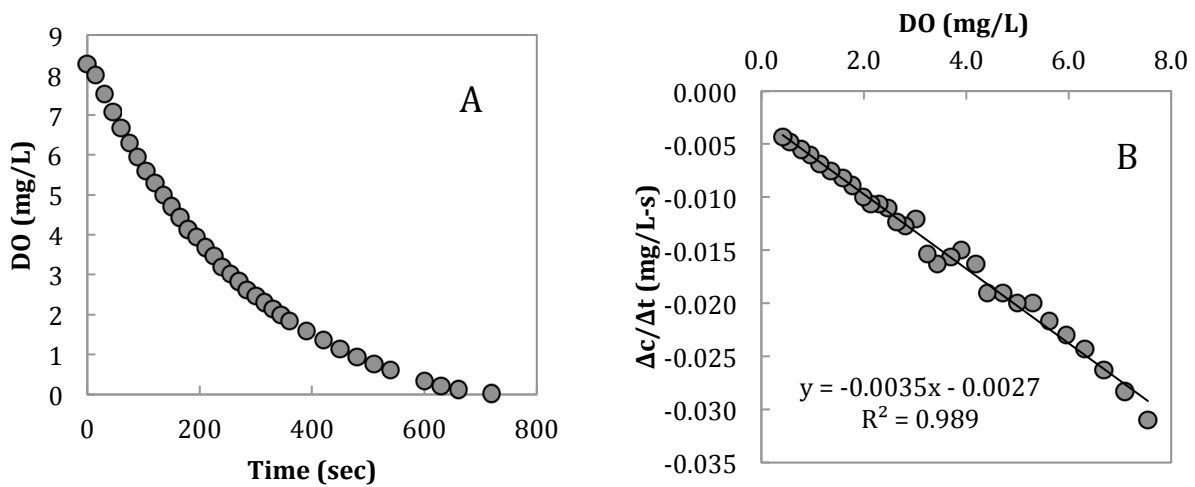 9
8
7
6
5
4
3
2
1
0
DO (mg/L)
A
0 200 400 600 800
Time (sec)
DO (mg/L)
0.0 2.0 4.0 6.0 8.0
0.000
-0.005
-0.010
-0.015
-0.020
-0.025
-0.030
-0.035
Δc/Δt (mg/L-s)
B
y = -0.0035x - 0.0027
R² = 0.989